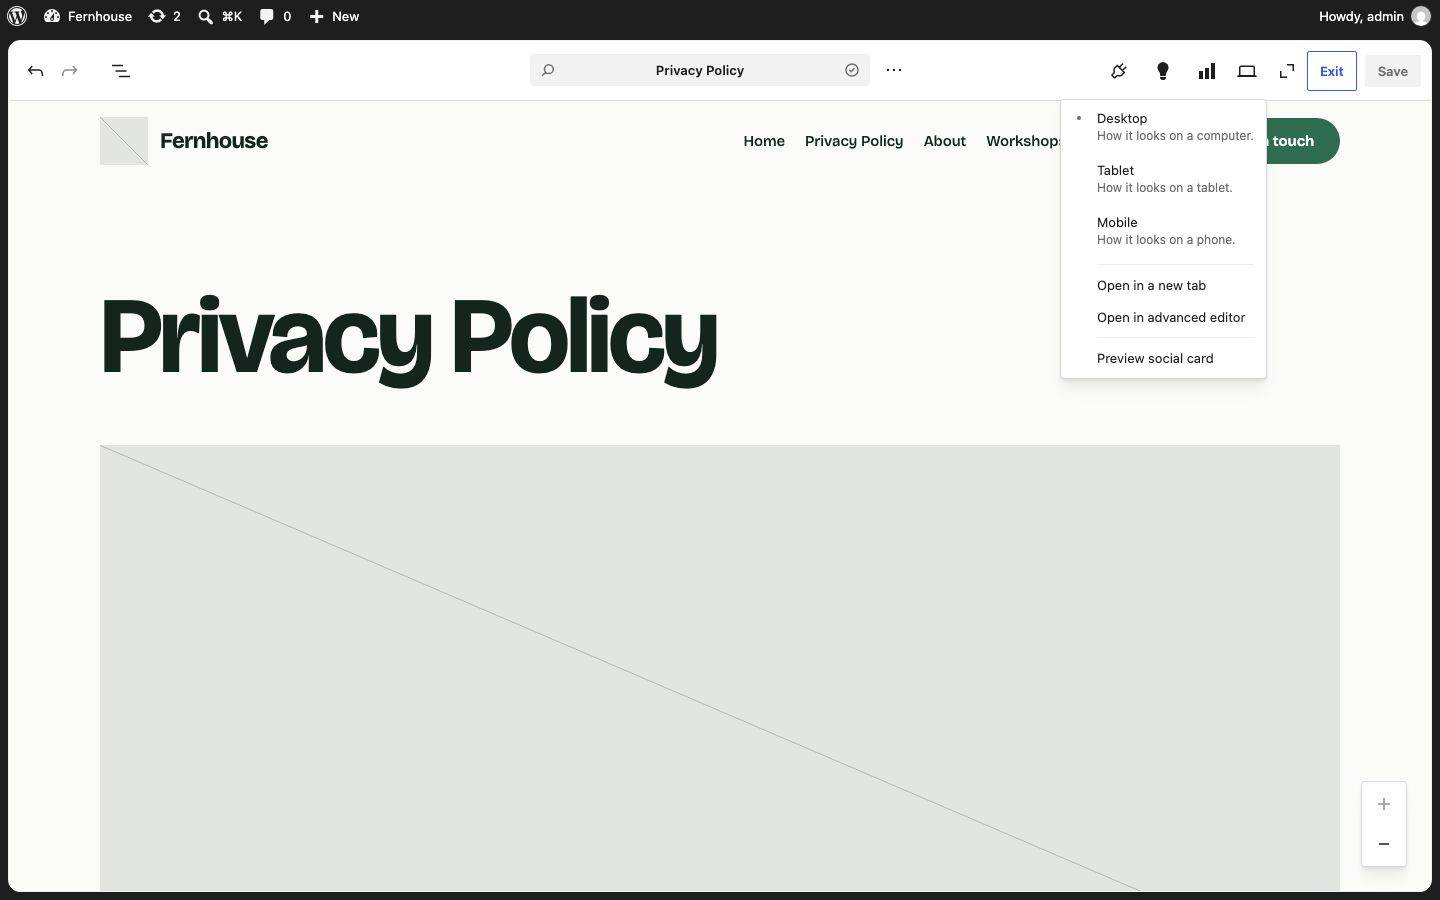 Fernhouse 2 ⌘K 0 New Howdy, admin
Privacy Policy Exit Save
Fernhouse Home Privacy Policy About Workshops touch
Desktop
How it looks on a computer.
Tablet
How it looks on a tablet.
Mobile
How it looks on a phone.
Open in a new tab
Open in advanced editor
Preview social card
Privacy Policy